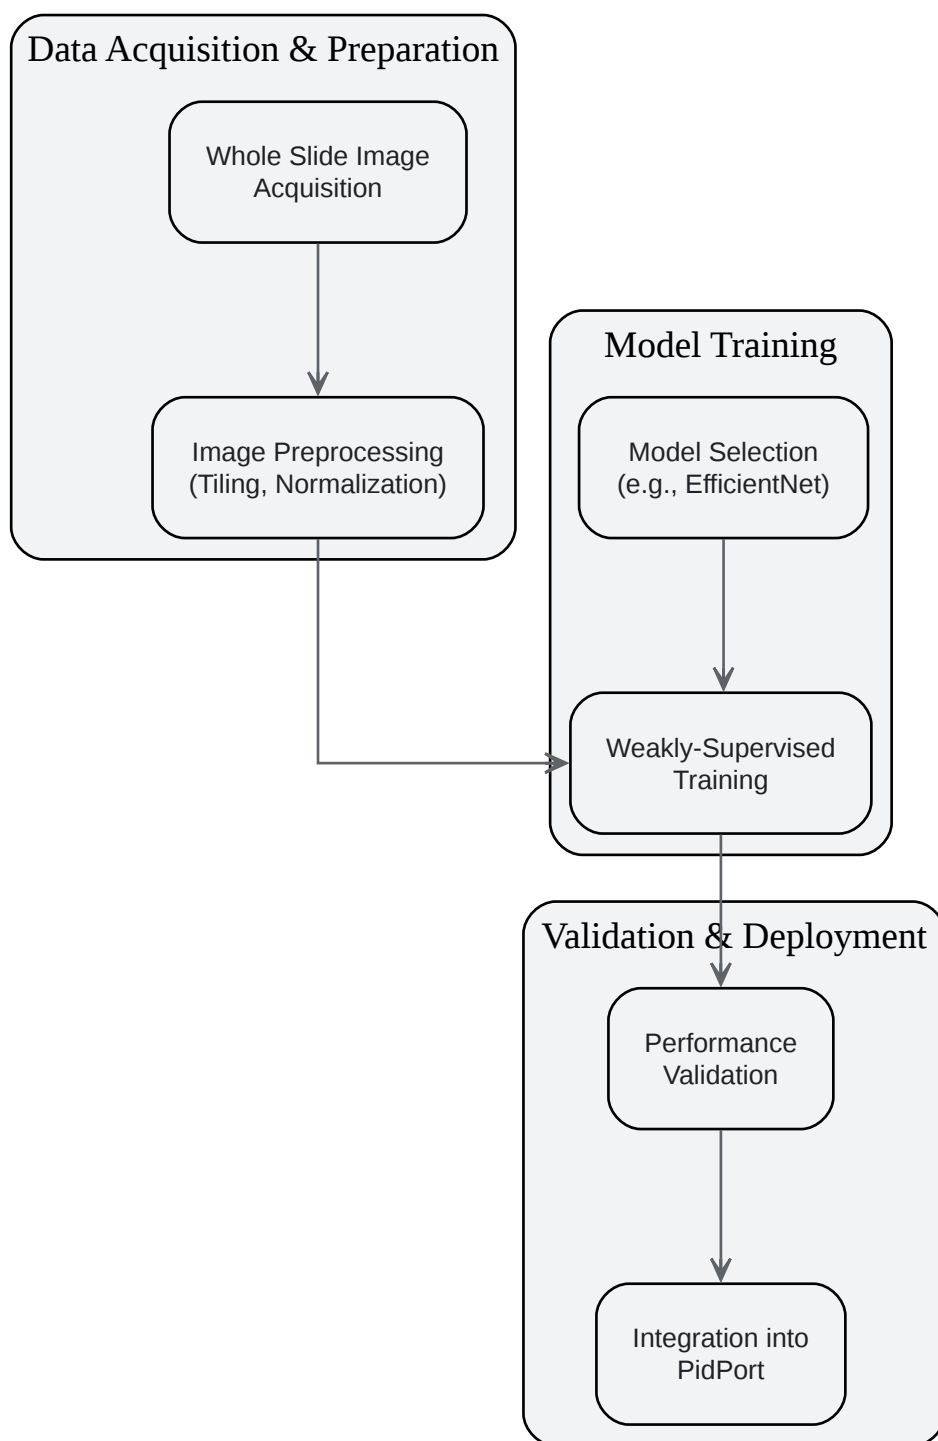 Data Acquisition & Preparation
Whole Slide Image
Acquisition
Image Preprocessing
(Tiling, Normalization)
Model Training
Model Selection
(e.g., EfficientNet)
Weakly-Supervised
Training
Validation & Deployment
Performance
Validation
Integration into
PidPort